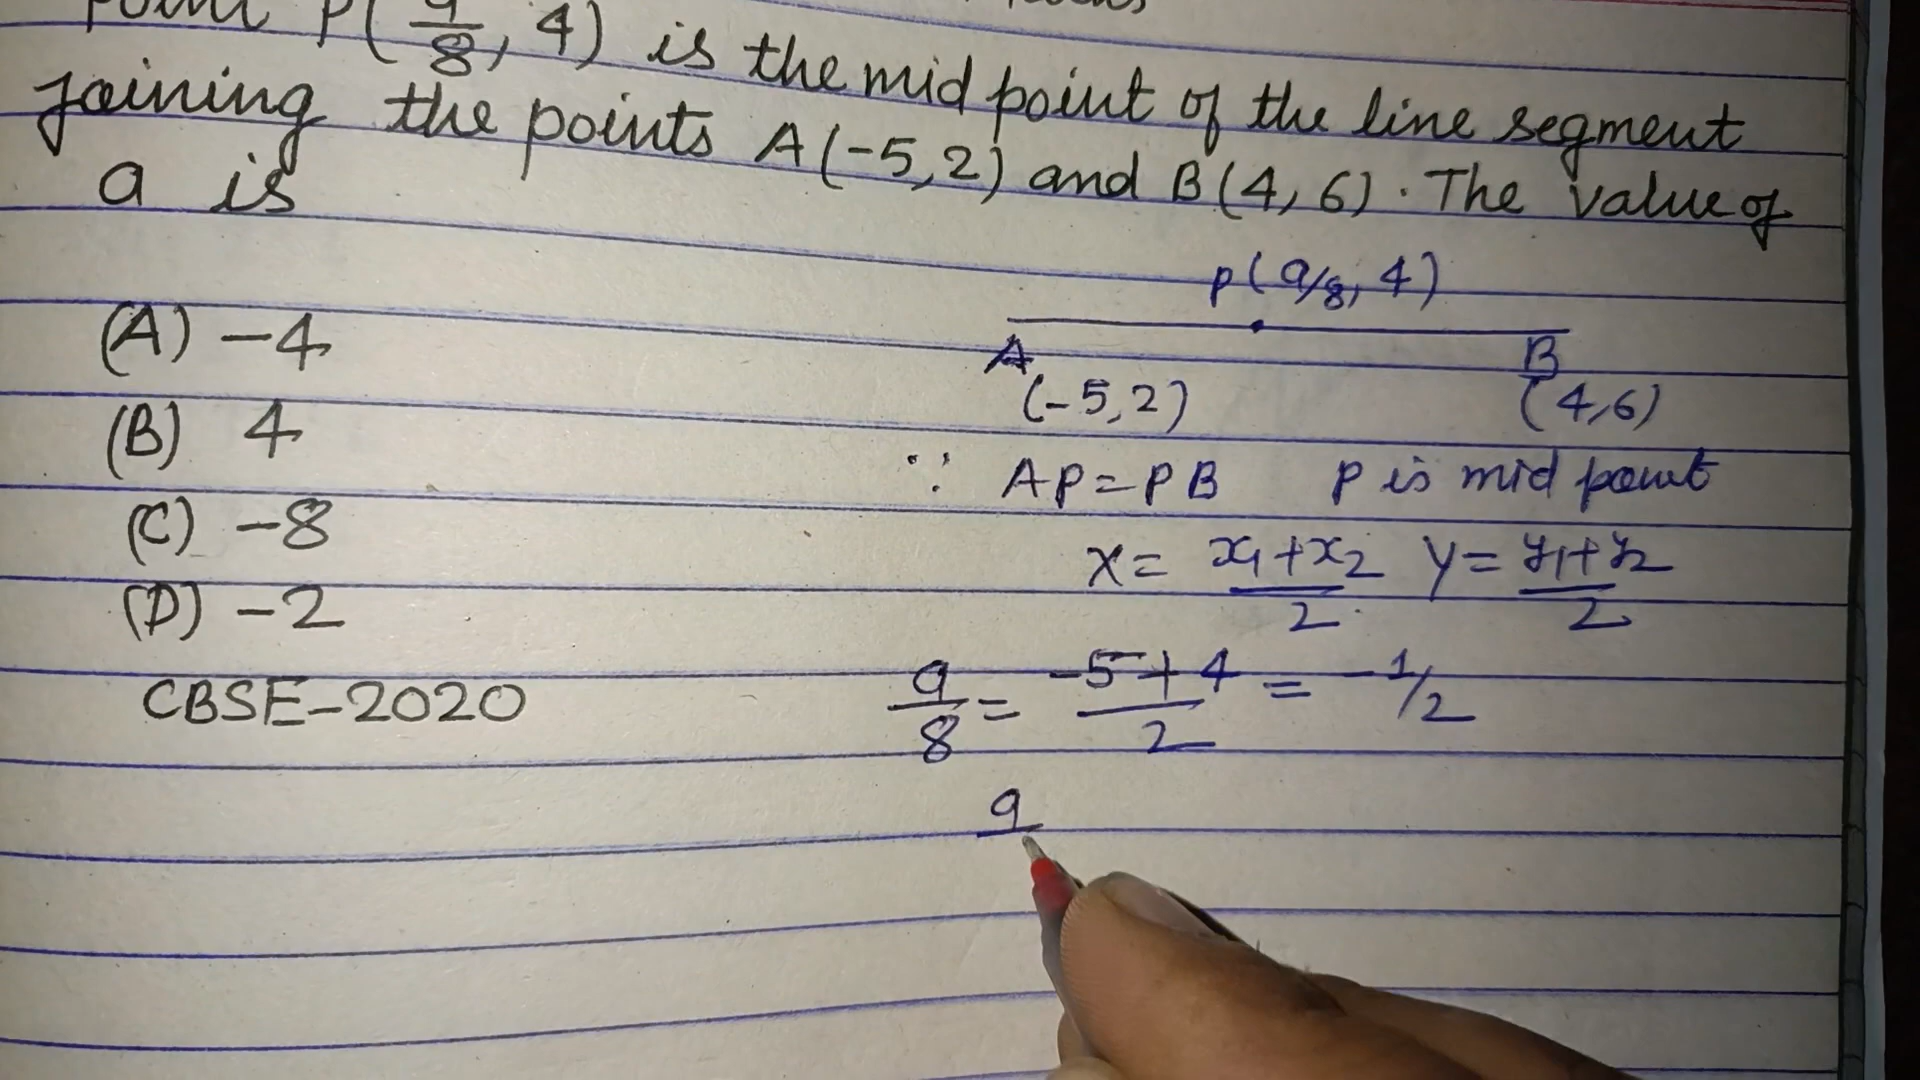 Point P(a/8, 4) is the mid point of the line segment
joining the points A(-5,2) and B(4,6). The value of
a is
(A) -4
(B) 4
(C) -8
(D) -2
CBSE-2020
P(a/8, 4)
A B
(-5,2) (4,6)
∵ AP=PB P is mid point
x= x1+x2/2 y= y1+y2/2
a/8 = -5+4/2 = -1/2
a